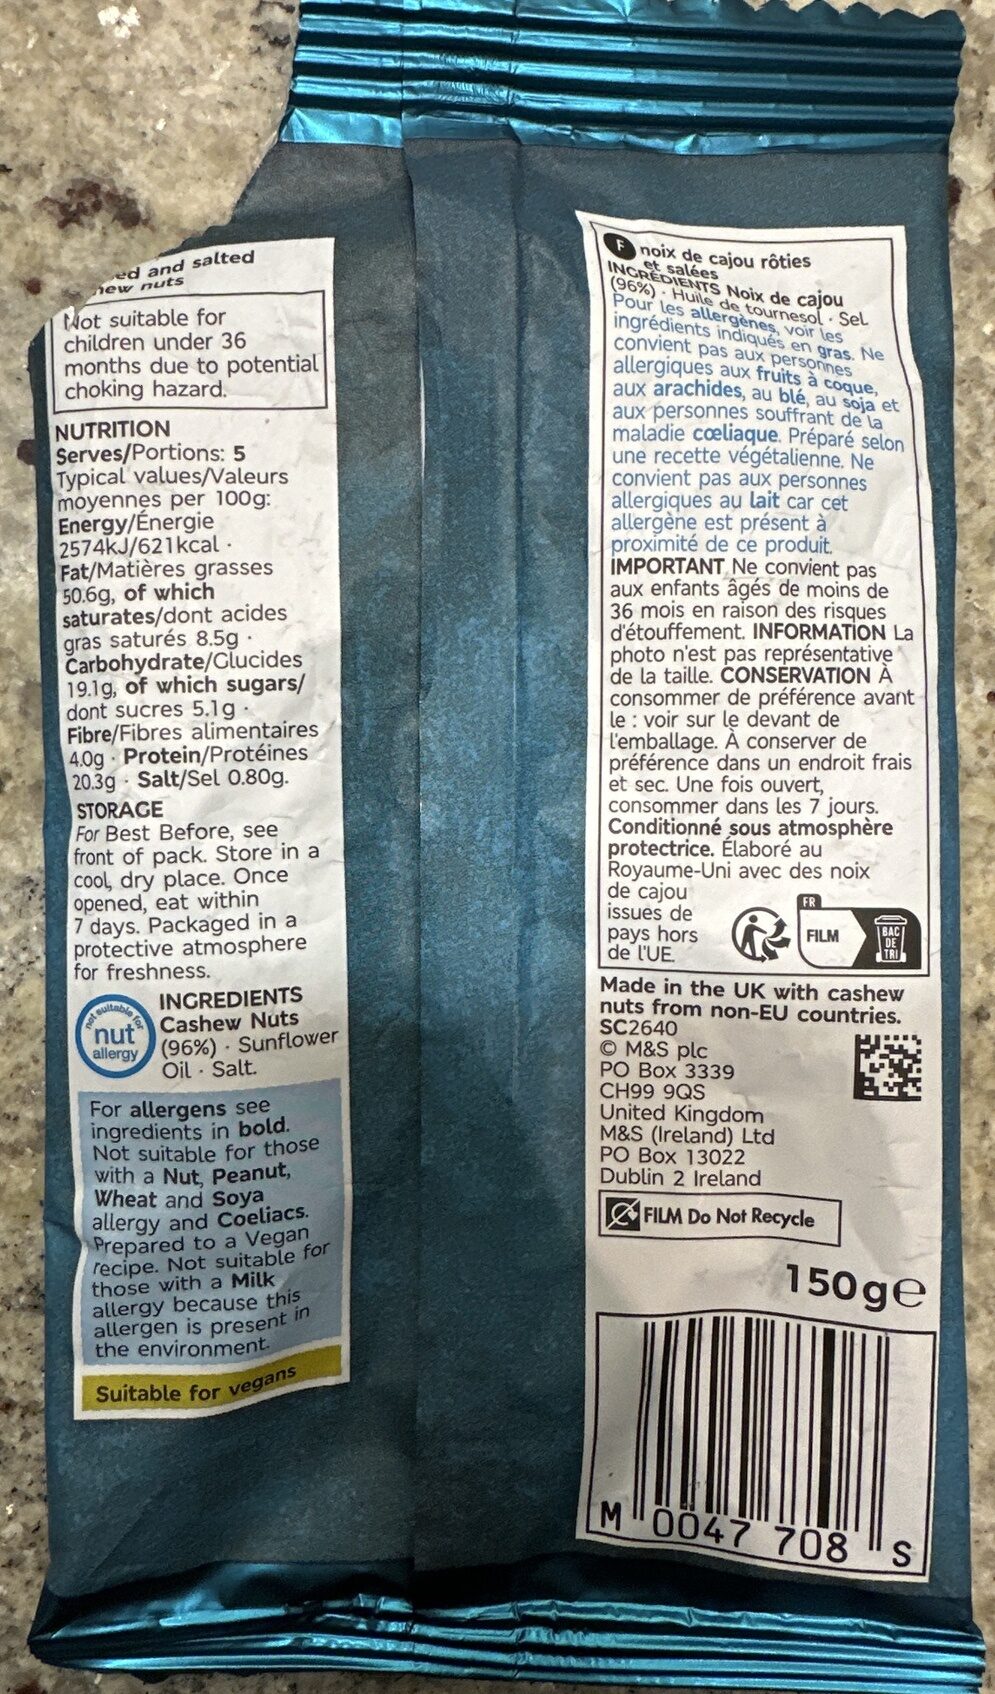 and salted
nuts
Not suitable for
children under 36
months due to potential
choking hazard.
NUTRITION
Serves/Portions: 5
Typical values/Valeurs
moyennes per 100g:
Energy/Énergie
2574kJ/621kcal ·
Fat/Matières grasses
50.6g, of which
saturates/dont acides
gras saturés 8.5g ·
Carbohydrate/Glucides
19.1g, of which sugars/
dont sucres 5.1g ·
Fibre/Fibres alimentaires
4.0g · Protein/Protéines
20.3g · Salt/Sel 0.80g.
STORAGE
For Best Before, see
front of pack. Store in a
cool, dry place. Once
opened, eat within
7 days. Packaged in a
protective atmosphere
for freshness.
not suitable for
nut
allergy
INGREDIENTS
Cashew Nuts
(96%) · Sunflower
Oil · Salt.
For allergens see
ingredients in bold.
Not suitable for those
with a Nut, Peanut,
Wheat and Soya
allergy and Coeliacs.
Prepared to a Vegan
recipe. Not suitable for
those with a Milk
allergy because this
allergen is present in
the environment.
Suitable for vegans
F noix de cajou rôties
et salées
INGRÉDIENTS Noix de cajou
(96%) · Huile de tournesol · Sel.
Pour les allergènes, voir les
ingrédients indiqués en gras. Ne
convient pas aux personnes
allergiques aux fruits à coque,
aux arachides, au blé, au soja et
aux personnes souffrant de la
maladie cœliaque. Préparé selon
une recette végétalienne. Ne
convient pas aux personnes
allergiques au lait car cet
allergène est présent à
proximité de ce produit.
IMPORTANT Ne convient pas
aux enfants âgés de moins de
36 mois en raison des risques
d'étouffement. INFORMATION La
photo n'est pas représentative
de la taille. CONSERVATION À
consommer de préférence avant
le : voir sur le devant de
l'emballage. À conserver de
préférence dans un endroit frais
et sec. Une fois ouvert,
consommer dans les 7 jours.
Conditionné sous atmosphère
protectrice. Élaboré au
Royaume-Uni avec des noix
de cajou
issues de
pays hors
de l'UE.
FR
FILM
BAC
DE
TRI
Made in the UK with cashew
nuts from non-EU countries.
SC2640
© M&S plc
PO Box 3339
CH99 9QS
United Kingdom
M&S (Ireland) Ltd
PO Box 13022
Dublin 2 Ireland
FILM Do Not Recycle
150g℮
M 0047 708 S